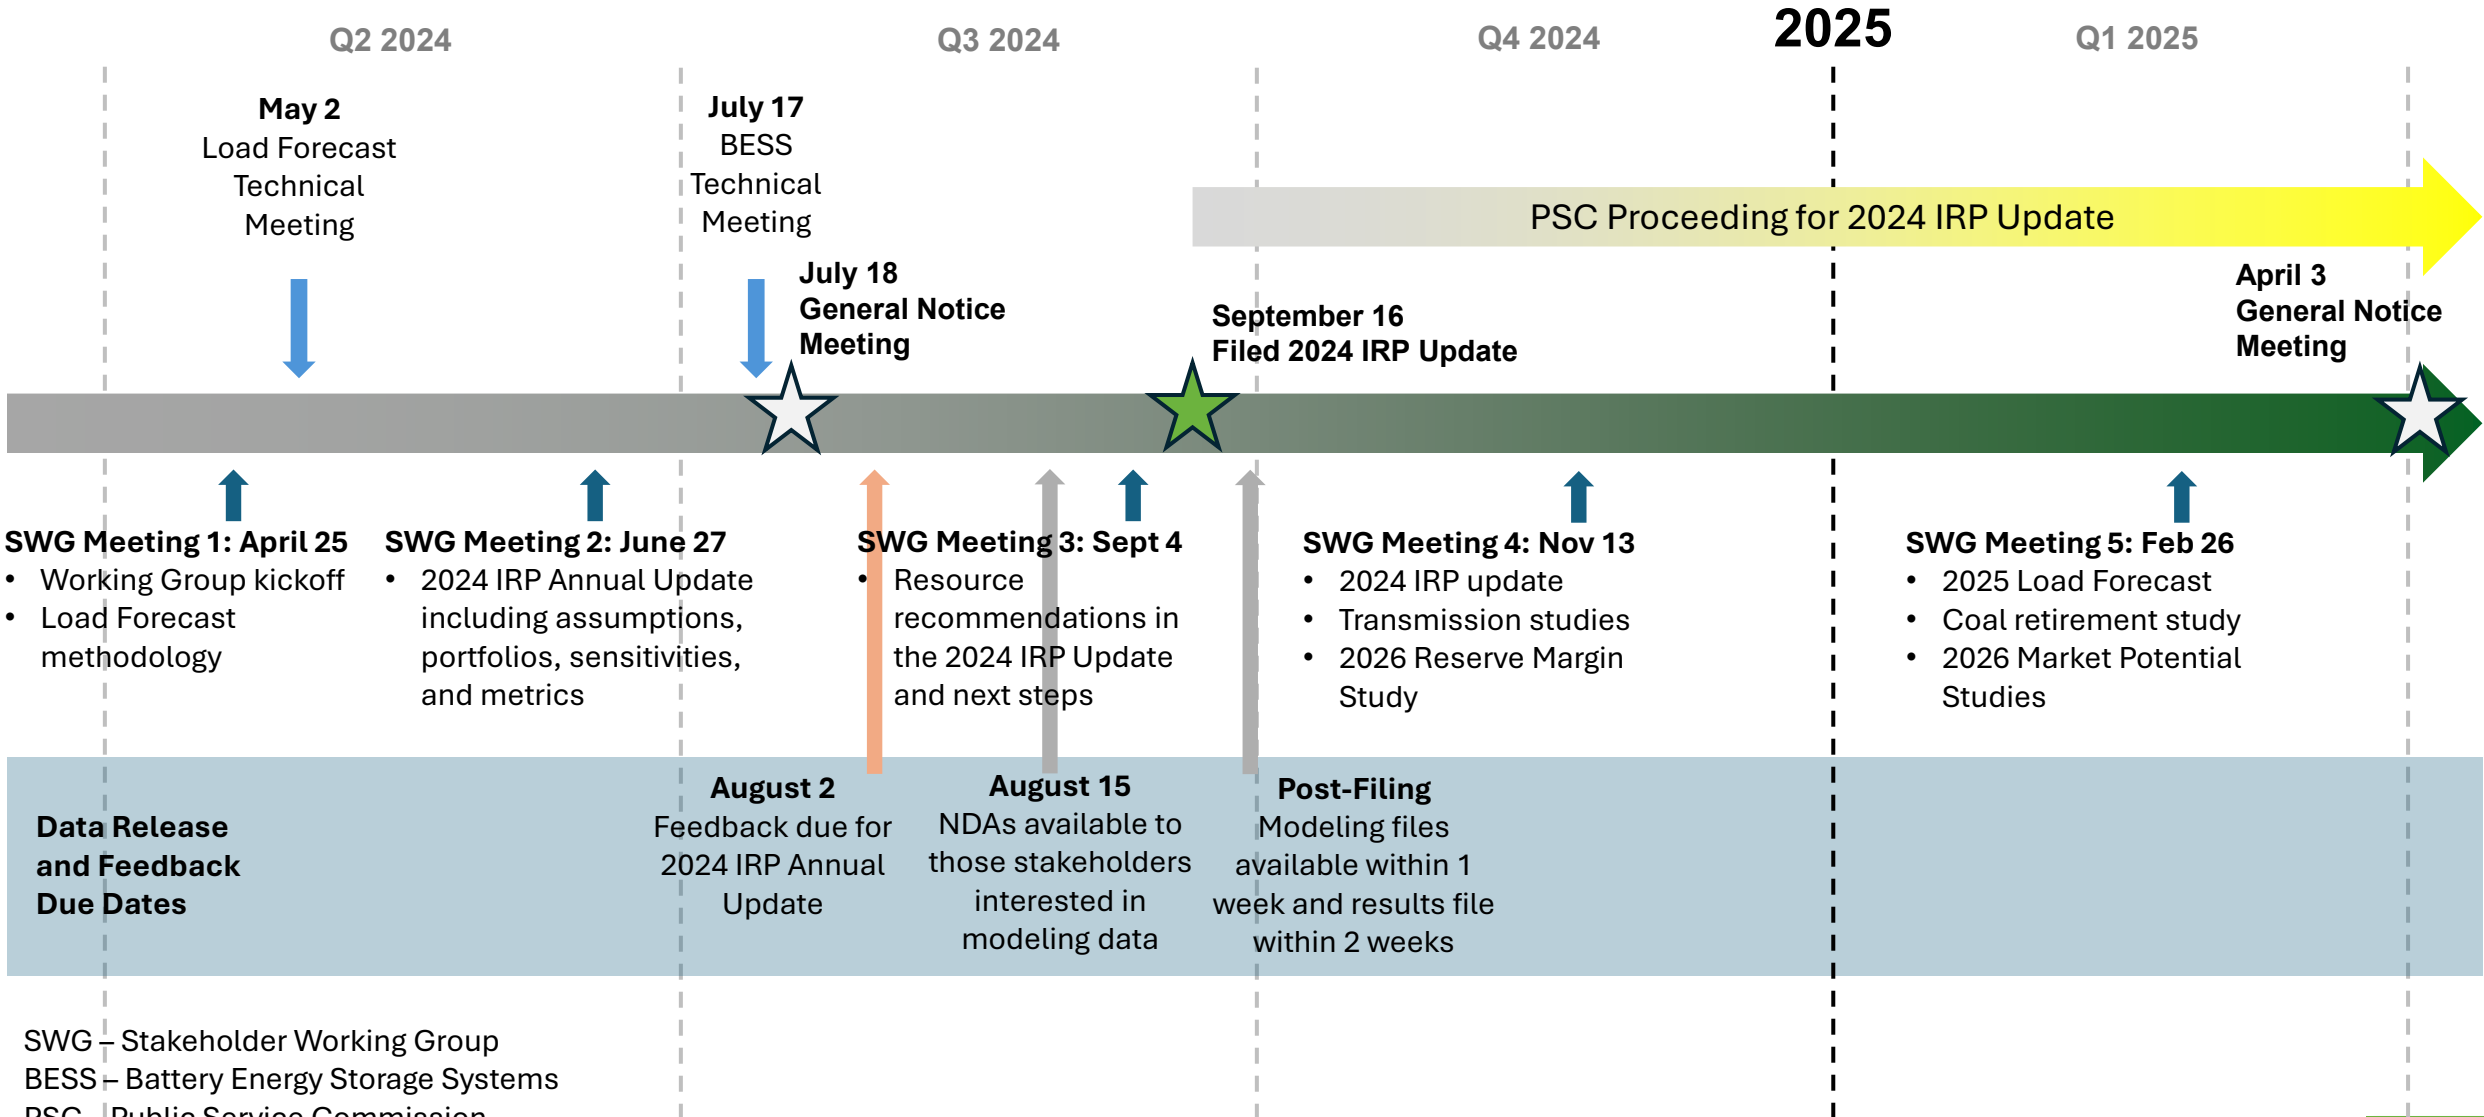 Q2 2024
Q3 2024
Q4 2024
2025
Q1 2025
May 2
Load Forecast
Technical
Meeting
July 17
BESS
Technical
Meeting
PSC Proceeding for 2024 IRP Update
July 18
General Notice
Meeting
September 16
Filed 2024 IRP Update
April 3
General Notice
Meeting
SWG Meeting 1: April 25
• Working Group kickoff
• Load Forecast
methodology
SWG Meeting 2: June 27
• 2024 IRP Annual Update
including assumptions,
portfolios, sensitivities,
and metrics
SWG Meeting 3: Sept 4
• Resource
recommendations in
the 2024 IRP Update
and next steps
SWG Meeting 4: Nov 13
• 2024 IRP update
• Transmission studies
• 2026 Reserve Margin
Study
SWG Meeting 5: Feb 26
• 2025 Load Forecast
• Coal retirement study
• 2026 Market Potential
Studies
Data Release
and Feedback
Due Dates
August 2
Feedback due for
2024 IRP Annual
Update
August 15
NDAs available to
those stakeholders
interested in
modeling data
Post-Filing
Modeling files
available within 1
week and results file
within 2 weeks
SWG – Stakeholder Working Group
BESS – Battery Energy Storage Systems
PSC – Public Service Commission